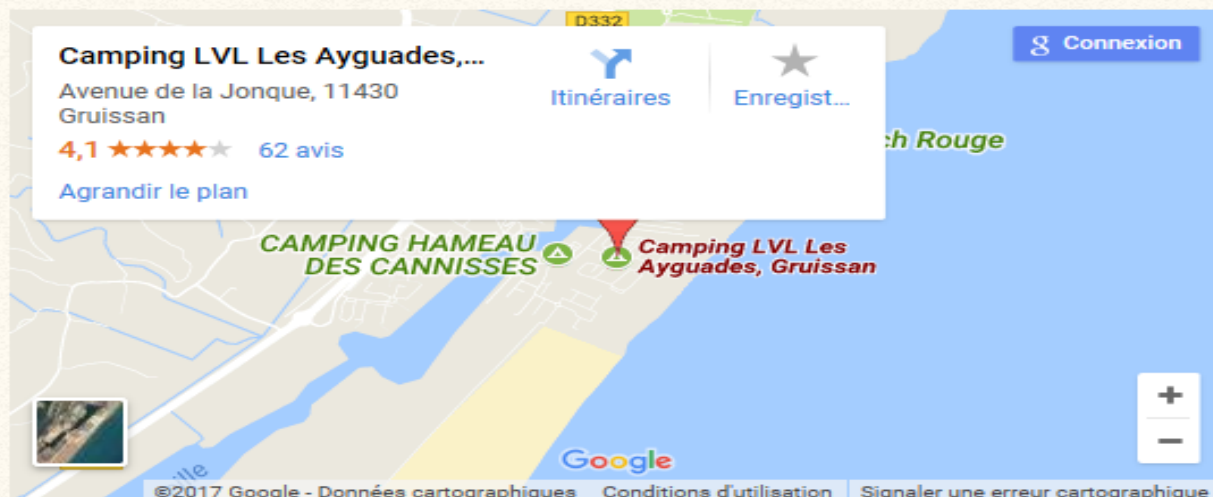 D332
Camping LVL Les Ayguades,...
Avenue de la Jonque, 11430
Gruissan
4,1
62 avis
Agrandir le plan
Itinéraires
Enregist...
g Connexion
ch Rouge
CAMPING HAMEAU
DES CANNISSES
Camping LVL Les
Ayguades, Gruissan
+
−
Google
©2017 Google - Données cartographiques
Conditions d'utilisation
Signaler une erreur cartographique